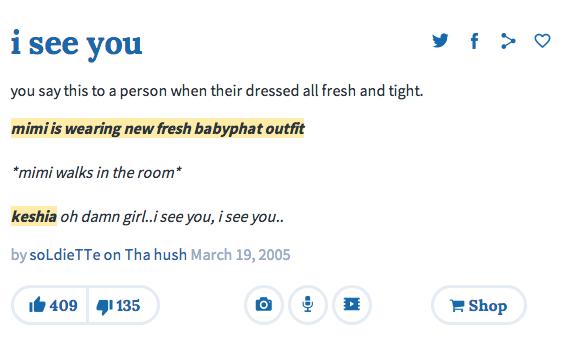 i see you
you say this to a person when their dressed all fresh and tight.
mimi is wearing new fresh babyphat outfit
*mimi walks in the room*
keshia oh damn girl..i see you, i see you..
by soLdieTTe on Tha hush March 19, 2005
409 135 Shop